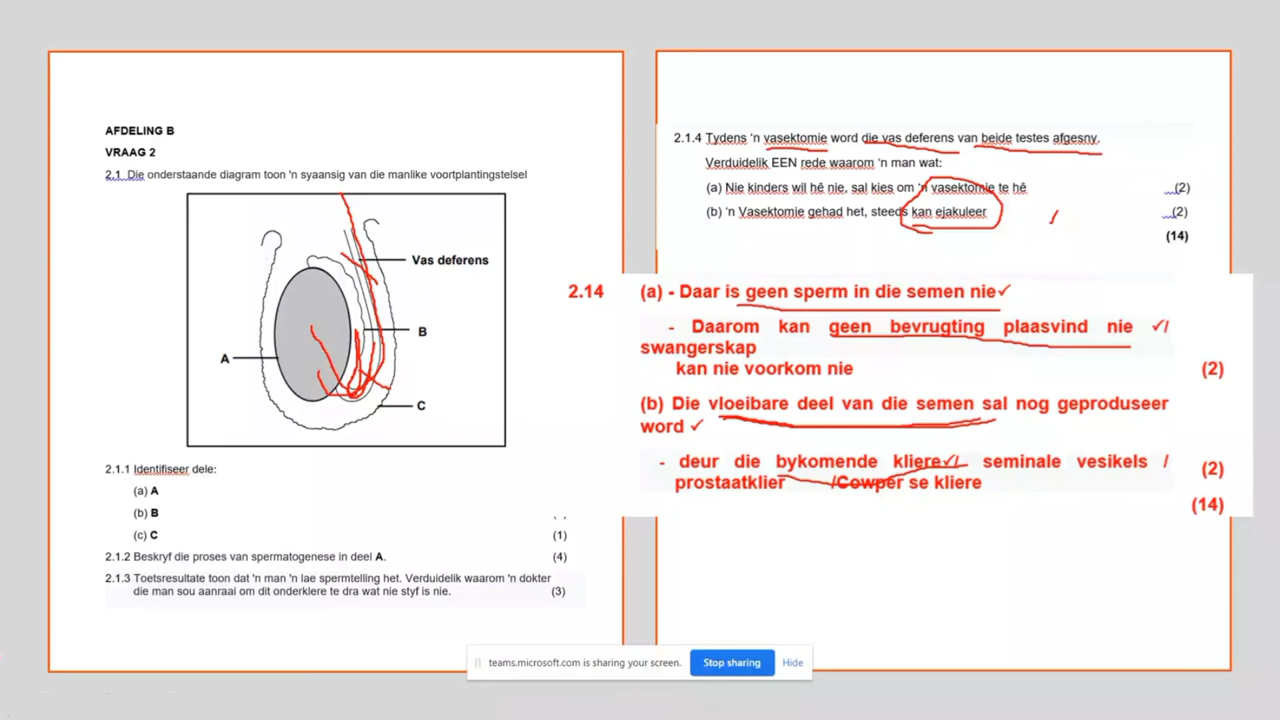 AFDELING B
VRAAG 2
2.1 Die onderstaande diagram toon 'n syaansig van die manlike voortplantingstelsel
Vas deferens
B
A
C
2.1.1 Identifiseer dele:
(a) A
(b) B
(c) C (1)
2.1.2 Beskryf die proses van spermatogenese in deel A. (4)
2.1.3 Toetsresultate toon dat 'n man 'n lae spermtelling het. Verduidelik waarom 'n dokter
die man sou aanraai om dit onderklere te dra wat nie styf is nie. (3)
2.1.4 Tydens 'n vasektomie word die vas deferens van beide testes afgesny.
Verduidelik EEN rede waarom 'n man wat:
(a) Nie kinders wil hê nie, sal kies om 'n vasektomie te hê (2)
(b) 'n Vasektomie gehad het, steeds kan ejakuleer (2)
(14)
2.14 (a) - Daar is geen sperm in die semen nie✓
- Daarom kan geen bevrugting plaasvind nie ✓/
swangerskap
kan nie voorkom nie (2)
(b) Die vloeibare deel van die semen sal nog geproduseer
word ✓
- deur die bykomende kliere✓/ seminale vesikels / (2)
prostaatklier /Cowper se kliere
(14)
teams.microsoft.com is sharing your screen. Stop sharing Hide